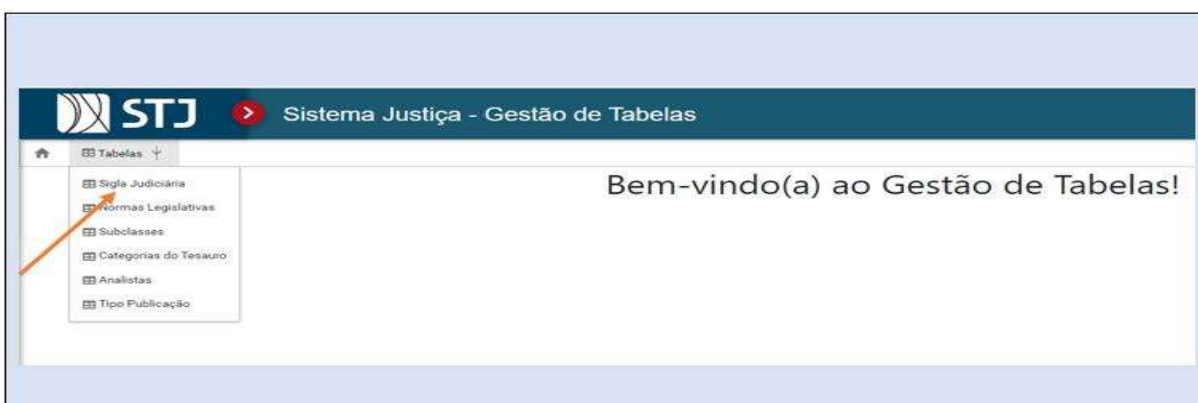 STJ Sistema Justiça - Gestão de Tabelas
Tabelas
Bem-vindo(a) ao Gestão de Tabelas!
Sigla Judiciária
Normas Legislativas
Subclasses
Categorias do Tesauro
Analistas
Tipo Publicação